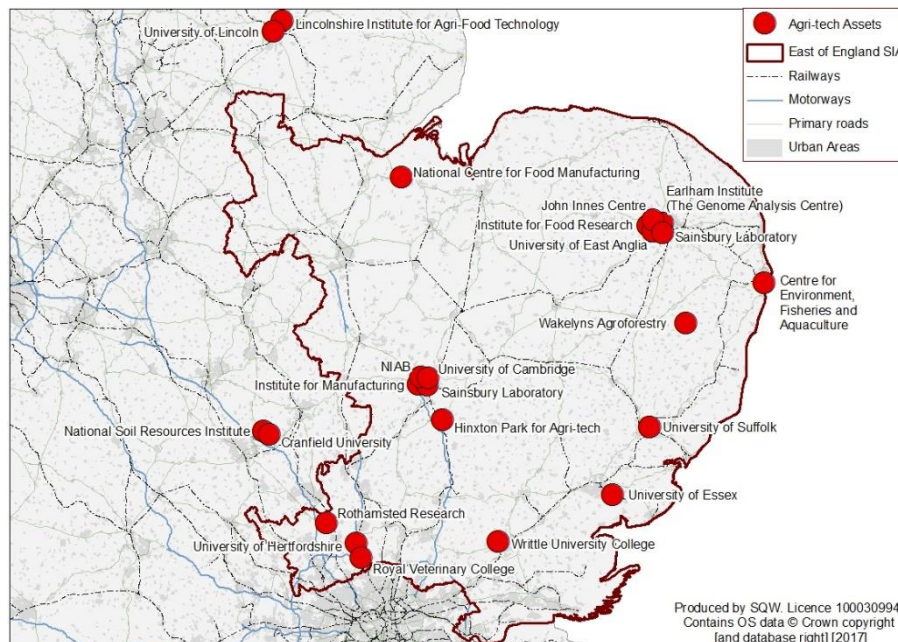 Lincolnshire Institute for Agri-Food Technology
University of Lincoln
Agri-tech Assets
East of England SIA
Railways
Motorways
Primary roads
Urban Areas
National Centre for Food Manufacturing
Earlham Institute
(The Genome Analysis Centre)
John Innes Centre
Institute for Food Research
Sainsbury Laboratory
University of East Anglia
Centre for
Environment,
Fisheries and
Aquaculture
Wakelyns Agroforestry
NIAB
University of Cambridge
Institute for Manufacturing
Sainsbury Laboratory
Hinxton Park for Agri-tech
National Soil Resources Institute
Cranfield University
University of Suffolk
University of Essex
Rothamsted Research
University of Hertfordshire
Writtle University College
Royal Veterinary College
Produced by SQW. Licence 100030994
Contains OS data © Crown copyright
[and database right] [2017]